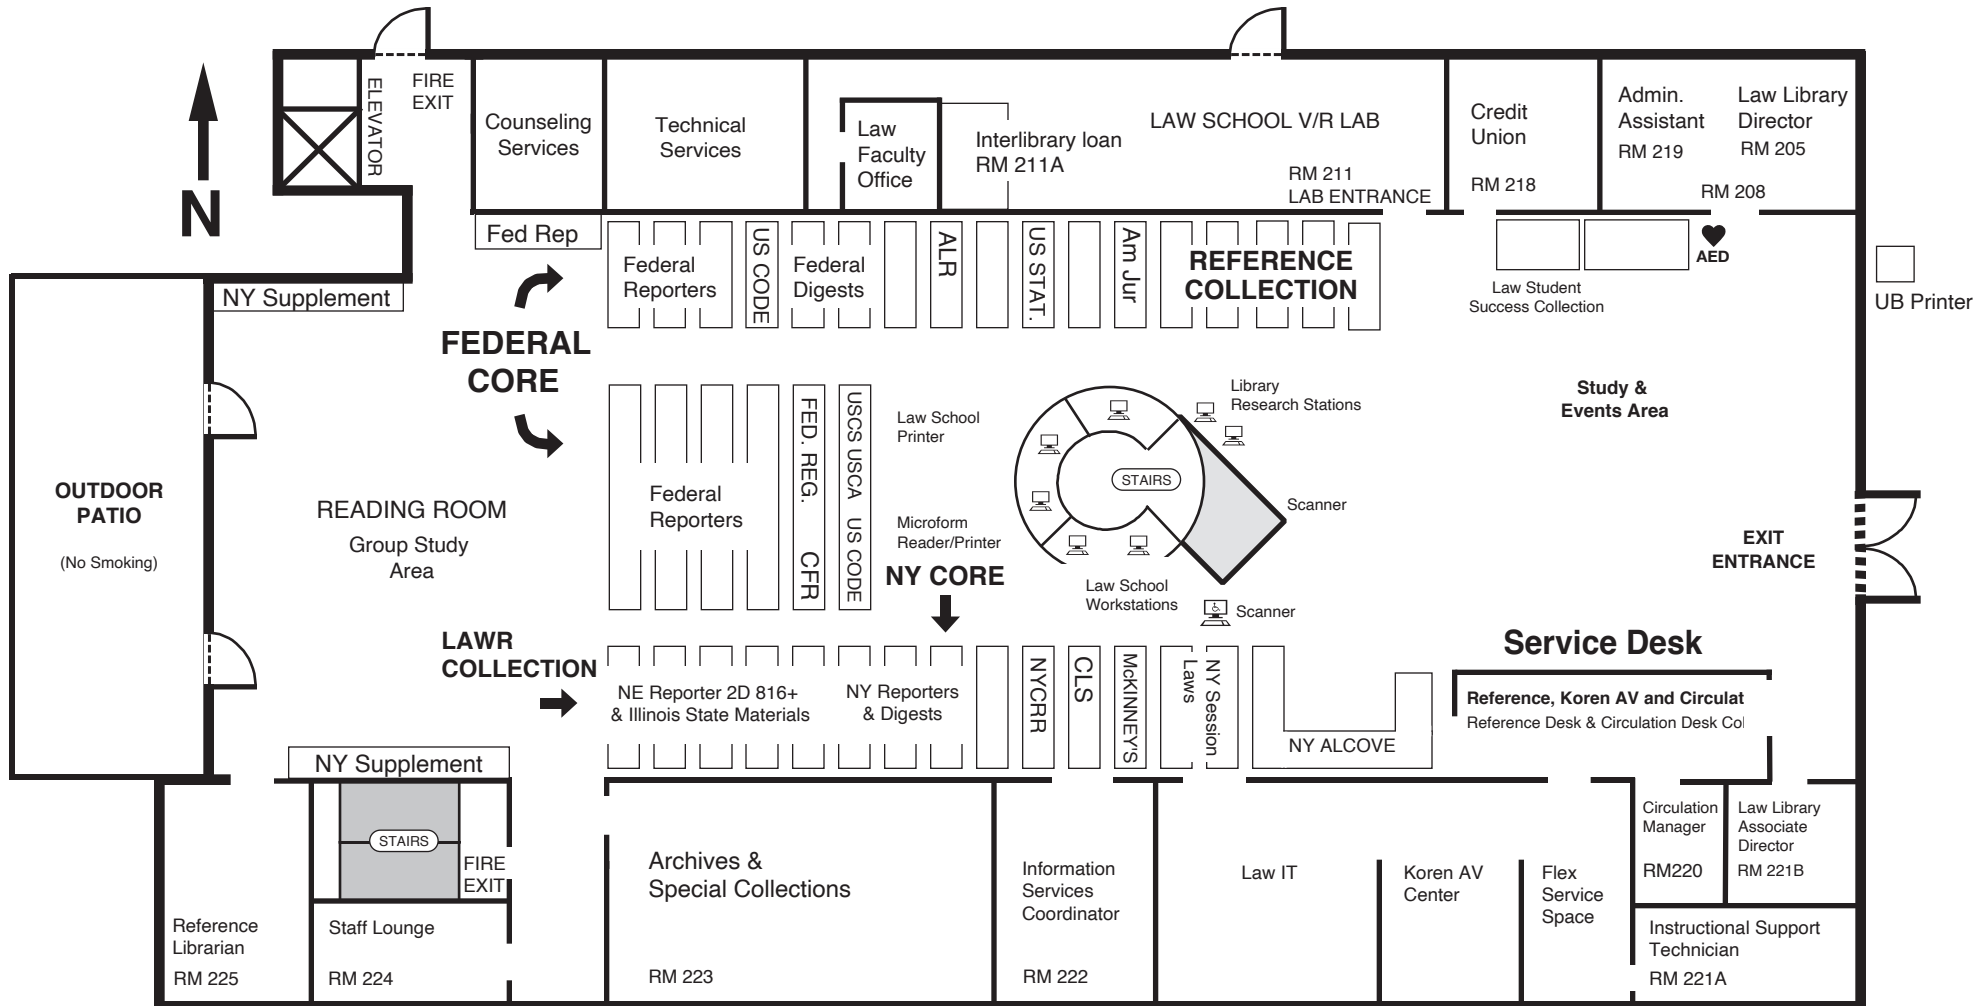 N
ELEVATOR
FIRE
EXIT
Counseling
Services
Technical
Services
Law
Faculty
Office
Interlibrary loan
RM 211A
LAW SCHOOL V/R LAB
RM 211
LAB ENTRANCE
Credit
Union
RM 218
Admin.
Assistant
RM 219
Law Library
Director
RM 205
RM 208
Fed Rep
NY Supplement
Federal
Reporters
US CODE
Federal
Digests
ALR
US STAT.
Am Jur
REFERENCE
COLLECTION
AED
Law Student
Success Collection
UB Printer
FEDERAL
CORE
OUTDOOR
PATIO
(No Smoking)
READING ROOM
Group Study
Area
Federal
Reporters
FED. REG.
CFR
USCS USCA
US CODE
Law School
Printer
Microform
Reader/Printer
NY CORE
STAIRS
Library
Research Stations
Scanner
Law School
Workstations
Scanner
Study &
Events Area
EXIT
ENTRANCE
LAWR
COLLECTION
NE Reporter 2D 816+
& Illinois State Materials
NY Reporters
& Digests
NYCRR
CLS
McKINNEY'S
NY Session
Laws
NY ALCOVE
Service Desk
Reference, Koren AV and Circulat
Reference Desk & Circulation Desk Col
NY Supplement
STAIRS
FIRE
EXIT
Reference
Librarian
RM 225
Staff Lounge
RM 224
Archives &
Special Collections
RM 223
Information
Services
Coordinator
RM 222
Law IT
Koren AV
Center
Flex
Service
Space
Circulation
Manager
RM220
Law Library
Associate
Director
RM 221B
Instructional Support
Technician
RM 221A